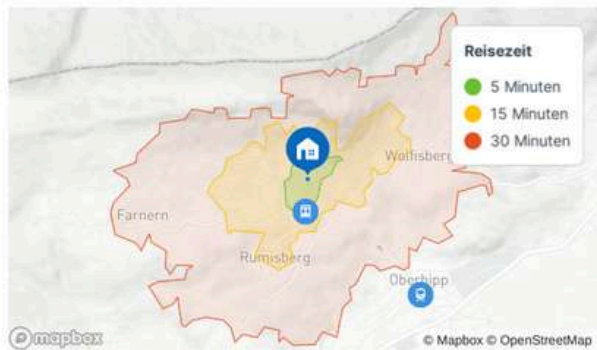 Reisezeit
5 Minuten
15 Minuten
30 Minuten
Wolfisberg
Farnern
Rumisberg
Oberbipp
mapbox
© Mapbox © OpenStreetMap